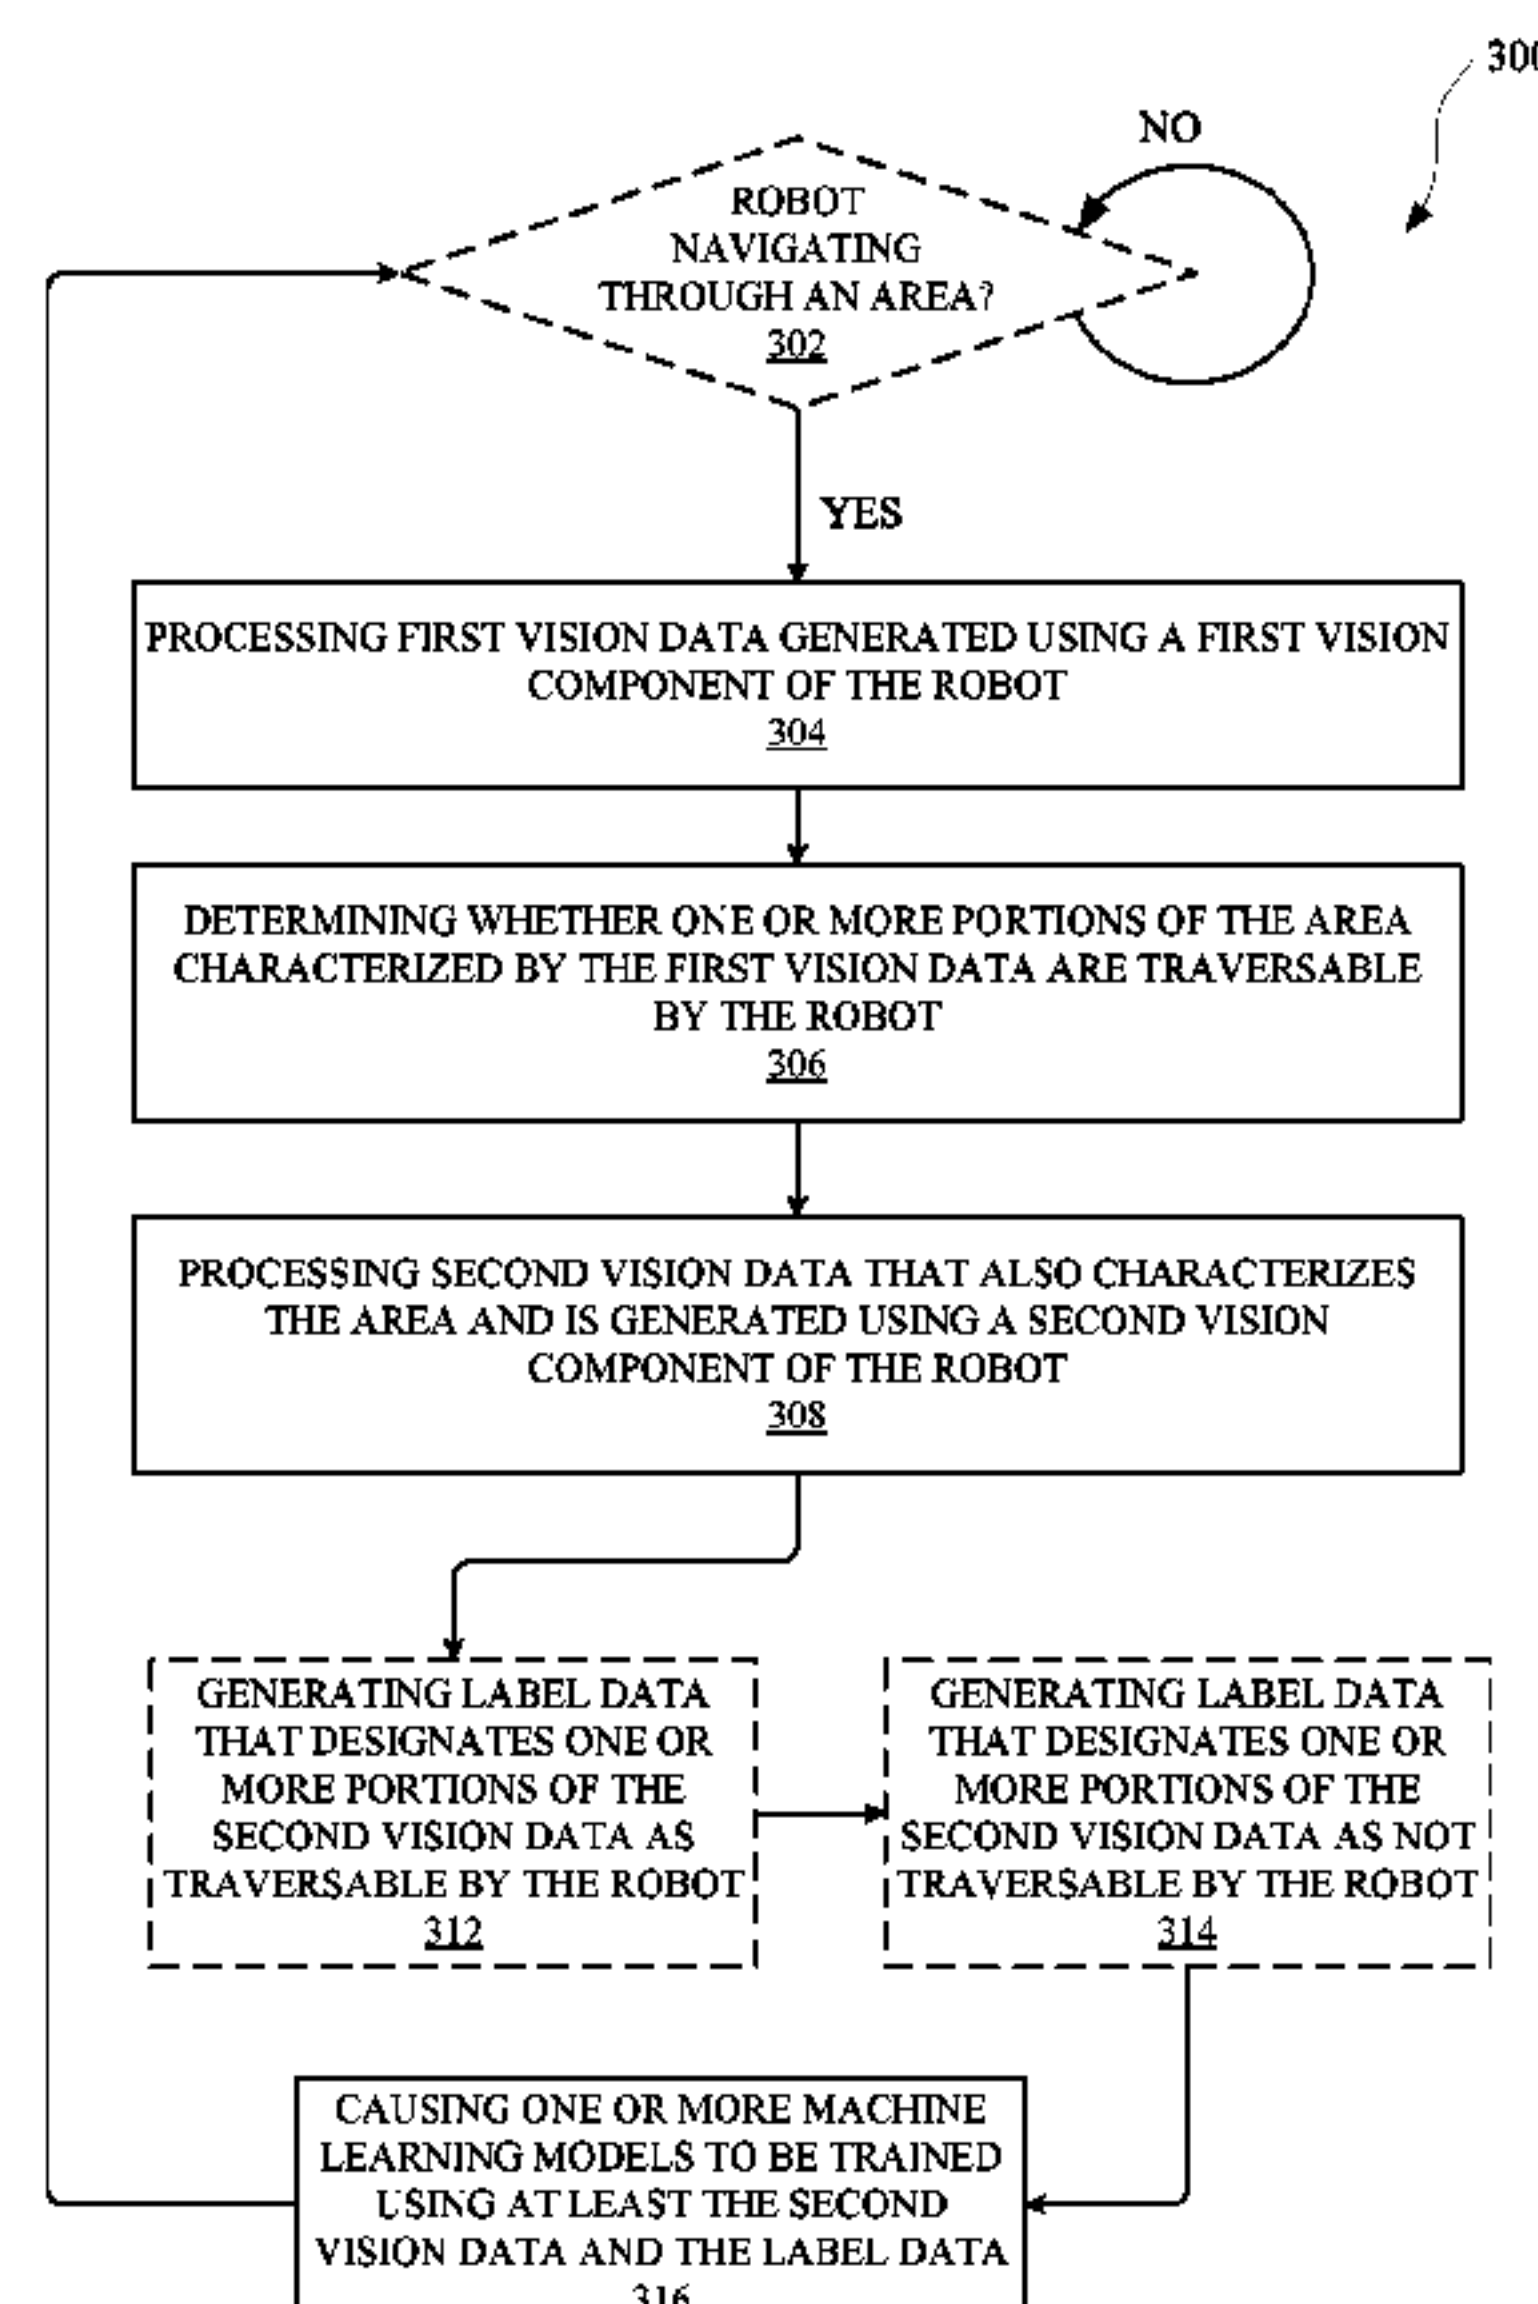 300
NO
ROBOT
NAVIGATING
THROUGH AN AREA?
302
YES
PROCESSING FIRST VISION DATA GENERATED USING A FIRST VISION
COMPONENT OF THE ROBOT
304
DETERMINING WHETHER ONE OR MORE PORTIONS OF THE AREA
CHARACTERIZED BY THE FIRST VISION DATA ARE TRAVERSABLE
BY THE ROBOT
306
PROCESSING SECOND VISION DATA THAT ALSO CHARACTERIZES
THE AREA AND IS GENERATED USING A SECOND VISION
COMPONENT OF THE ROBOT
308
GENERATING LABEL DATA
THAT DESIGNATES ONE OR
MORE PORTIONS OF THE
SECOND VISION DATA AS
TRAVERSABLE BY THE ROBOT
312
GENERATING LABEL DATA
THAT DESIGNATES ONE OR
MORE PORTIONS OF THE
SECOND VISION DATA AS NOT
TRAVERSABLE BY THE ROBOT
314
CAUSING ONE OR MORE MACHINE
LEARNING MODELS TO BE TRAINED
USING AT LEAST THE SECOND
VISION DATA AND THE LABEL DATA
316